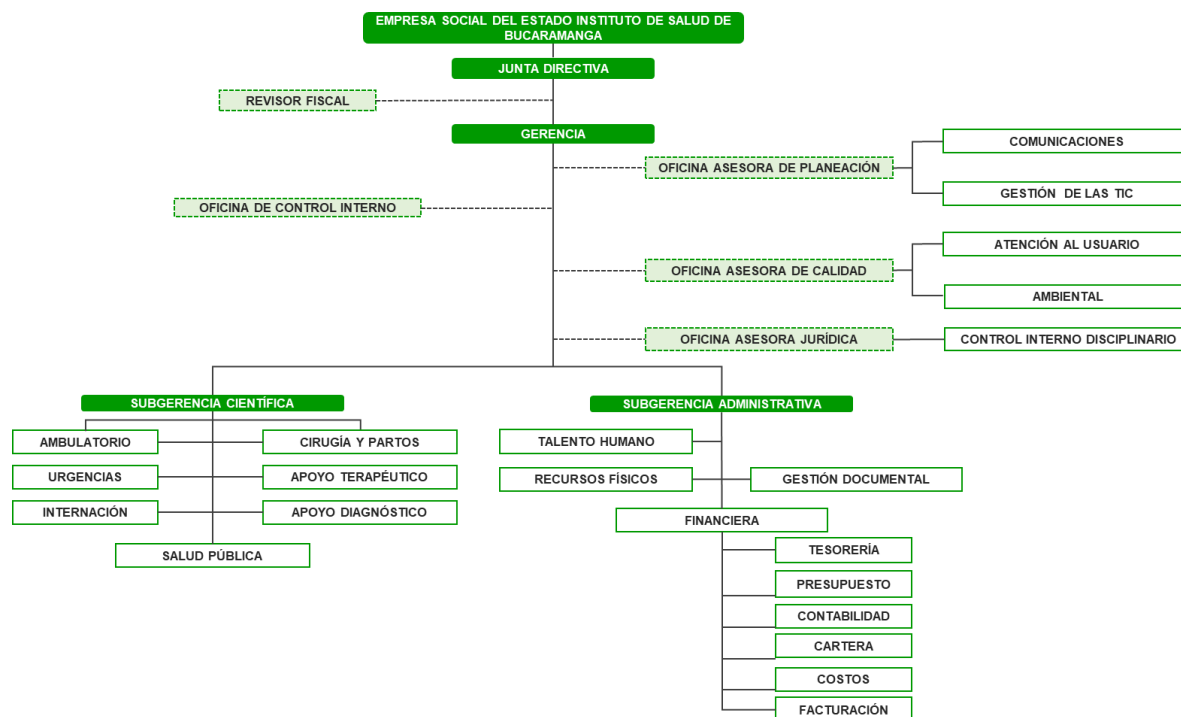 EMPRESA SOCIAL DEL ESTADO INSTITUTO DE SALUD DE
BUCARAMANGA
JUNTA DIRECTIVA
REVISOR FISCAL
GERENCIA
COMUNICACIONES
OFICINA ASESORA DE PLANEACIÓN
GESTIÓN DE LAS TIC
OFICINA DE CONTROL INTERNO
ATENCIÓN AL USUARIO
OFICINA ASESORA DE CALIDAD
AMBIENTAL
OFICINA ASESORA JURÍDICA
CONTROL INTERNO DISCIPLINARIO
SUBGERENCIA CIENTÍFICA
AMBULATORIO
CIRUGÍA Y PARTOS
URGENCIAS
APOYO TERAPÉUTICO
INTERNACIÓN
APOYO DIAGNÓSTICO
SALUD PÚBLICA
SUBGERENCIA ADMINISTRATIVA
TALENTO HUMANO
RECURSOS FÍSICOS
GESTIÓN DOCUMENTAL
FINANCIERA
TESORERÍA
PRESUPUESTO
CONTABILIDAD
CARTERA
COSTOS
FACTURACIÓN